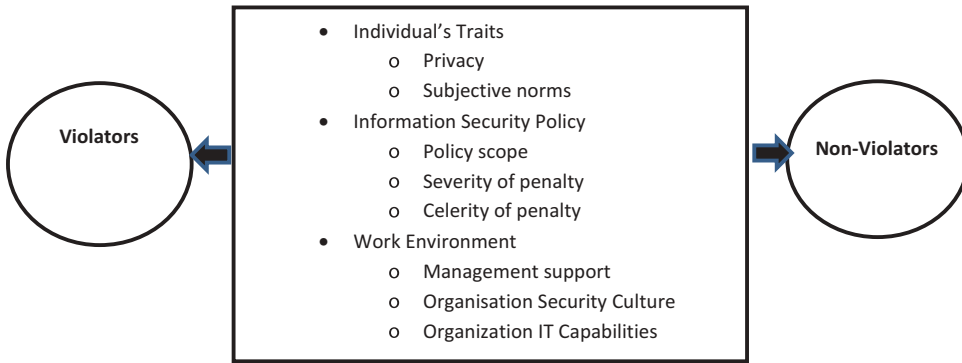 Violators
• Individual's Traits
o Privacy
o Subjective norms
• Information Security Policy
o Policy scope
o Severity of penalty
o Celerity of penalty
• Work Environment
o Management support
o Organisation Security Culture
o Organization IT Capabilities
Non-Violators